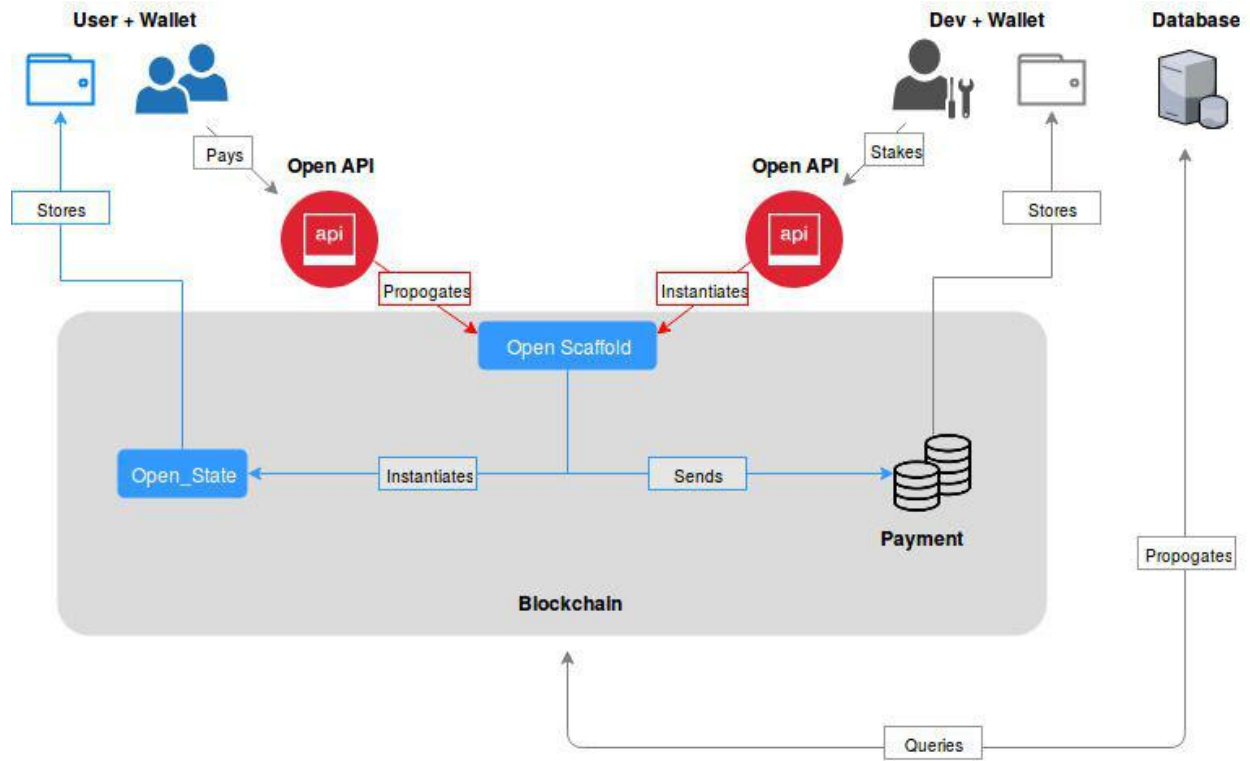 User + Wallet
Dev + Wallet
Database
Pays
Stakes
Open API
Open API
Stores
Stores
api
api
Propogates
Instantiates
Open Scaffold
Open_State
Instantiates
Sends
Payment
Propogates
Blockchain
Queries